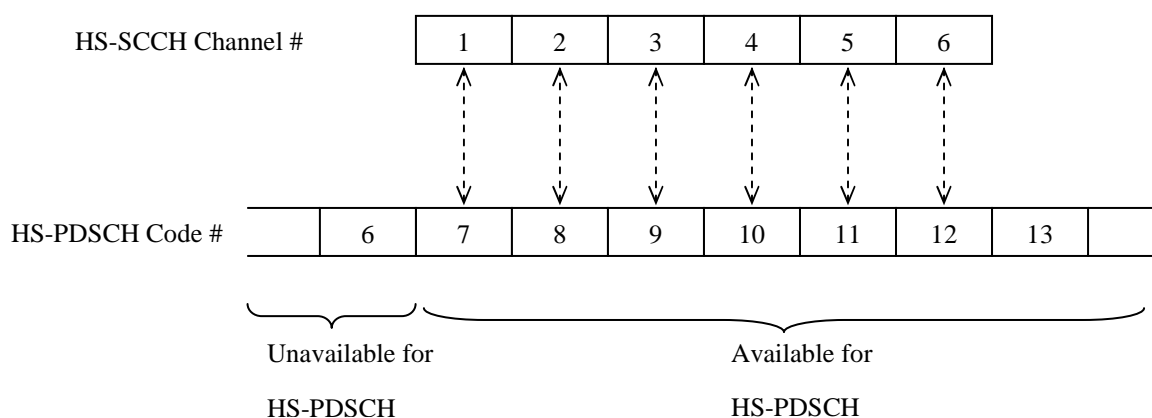 HS-SCCH Channel # 1 2 3 4 5 6
HS-PDSCH Code # 6 7 8 9 10 11 12 13
Unavailable for Available for
HS-PDSCH HS-PDSCH